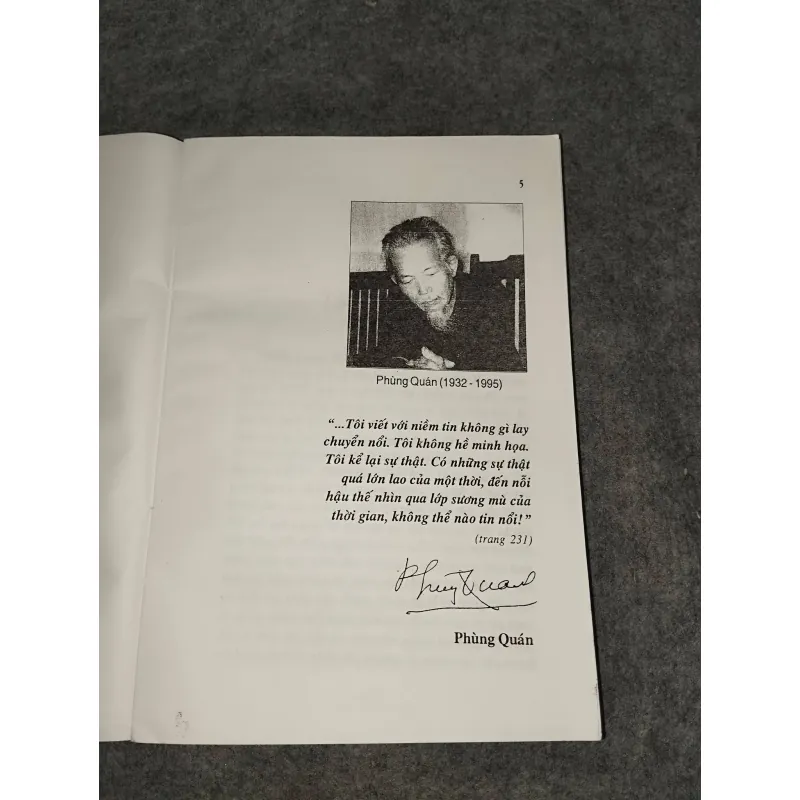 5
Phùng Quán (1932 - 1995)
“...Tôi viết với niềm tin không gì lay
chuyển nổi. Tôi không hề minh họa.
Tôi kể lại sự thật. Có những sự thật
quá lớn lao của một thời, đến nỗi
hậu thế nhìn qua lớp sương mù của
thời gian, không thể nào tin nổi!”
(trang 231)
Phùng Quán
Phùng Quán